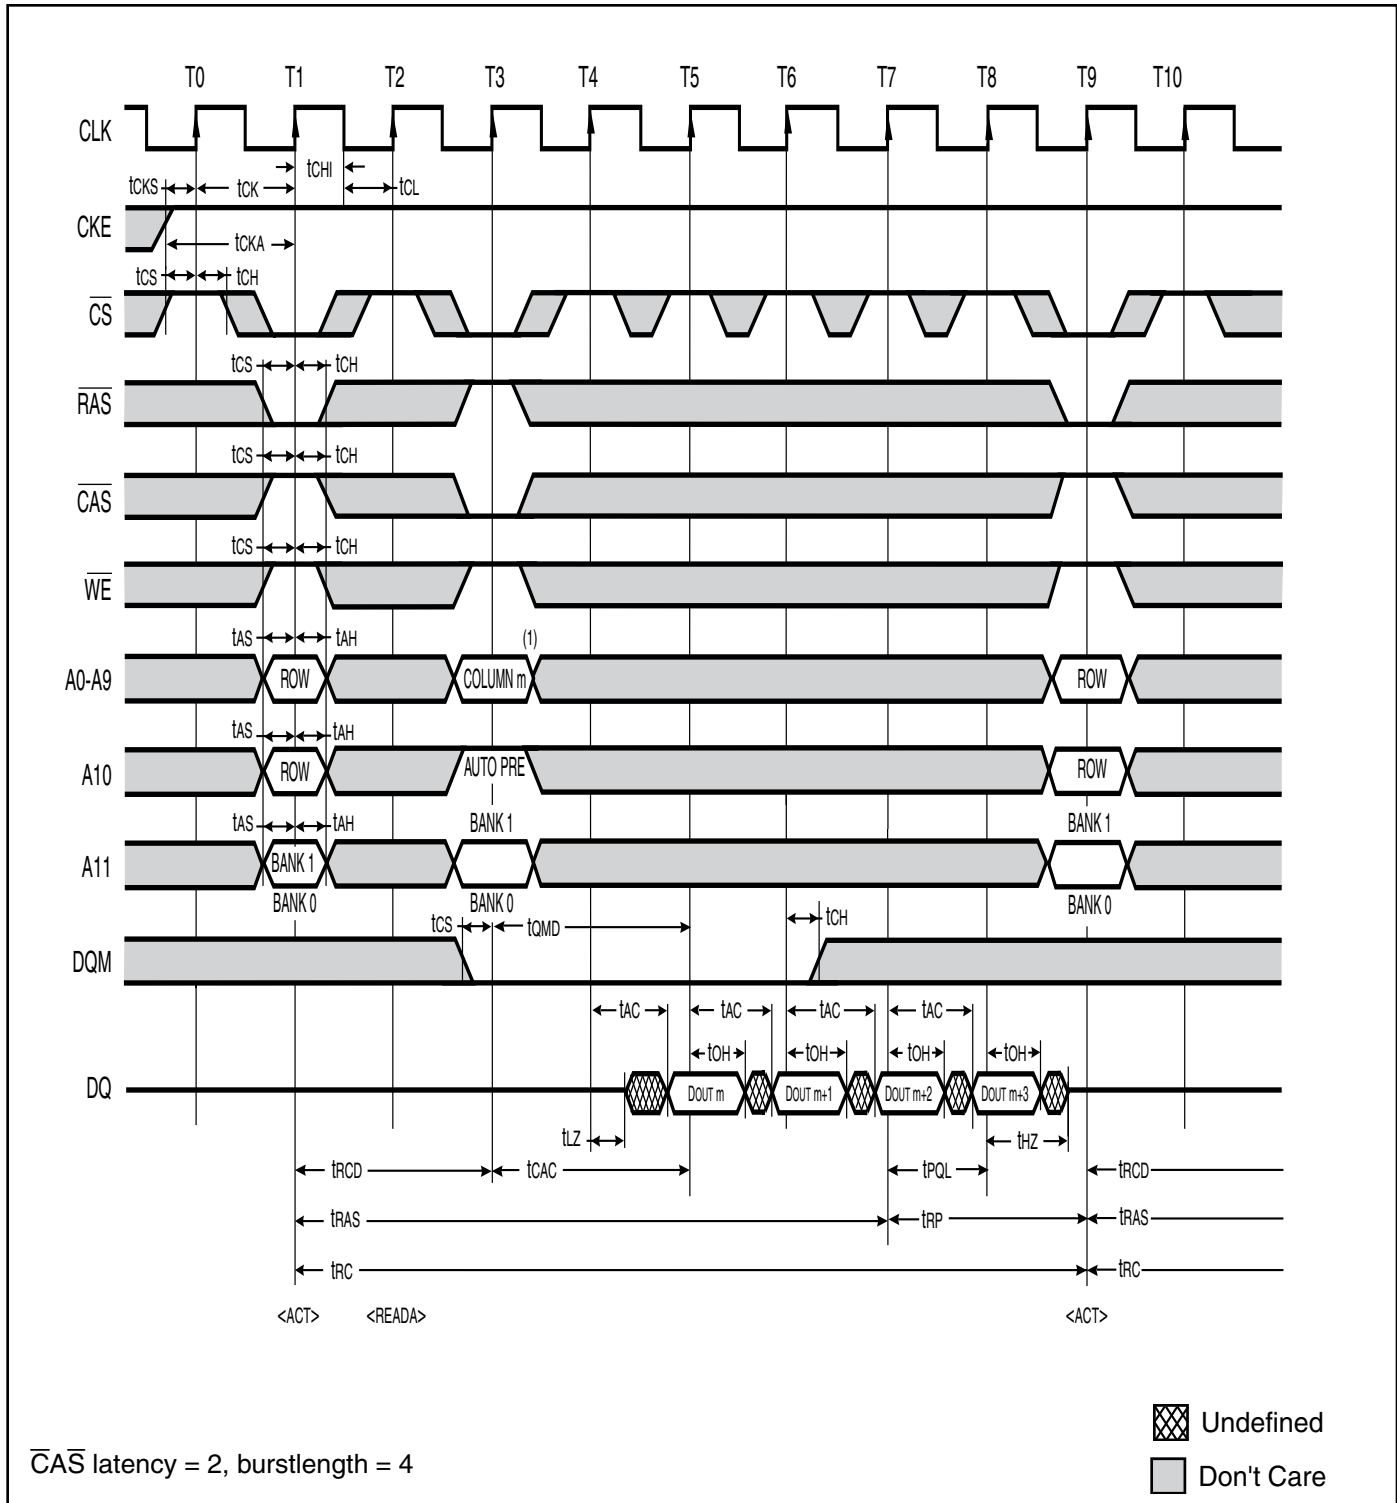 T0 T1 T2 T3 T4 T5 T6 T7 T8 T9 T10
CLK
tCHI
tCKS tCK tCL
CKE
tCKA
tCS tCH
CS
tCS tCH
RAS
tCS tCH
CAS
tCS tCH
WE
tAS tAH (1)
A0-A9 ROW COLUMN m ROW
tAS tAH
A10 ROW AUTO PRE ROW
tAS tAH BANK 1 BANK 1
A11 BANK 1
BANK 0 BANK 0 BANK 0
tCS tQMD tCH
DQM
tAC tAC tAC tAC
tOH tOH tOH tOH
DQ DOUT m DOUT m+1 DOUT m+2 DOUT m+3
tLZ tHZ
tRCD tCAC tPQL tRCD
tRAS tRP tRAS
tRC tRC
<ACT> <READA> <ACT>
Undefined
CAS latency = 2, burstlength = 4
Don't Care